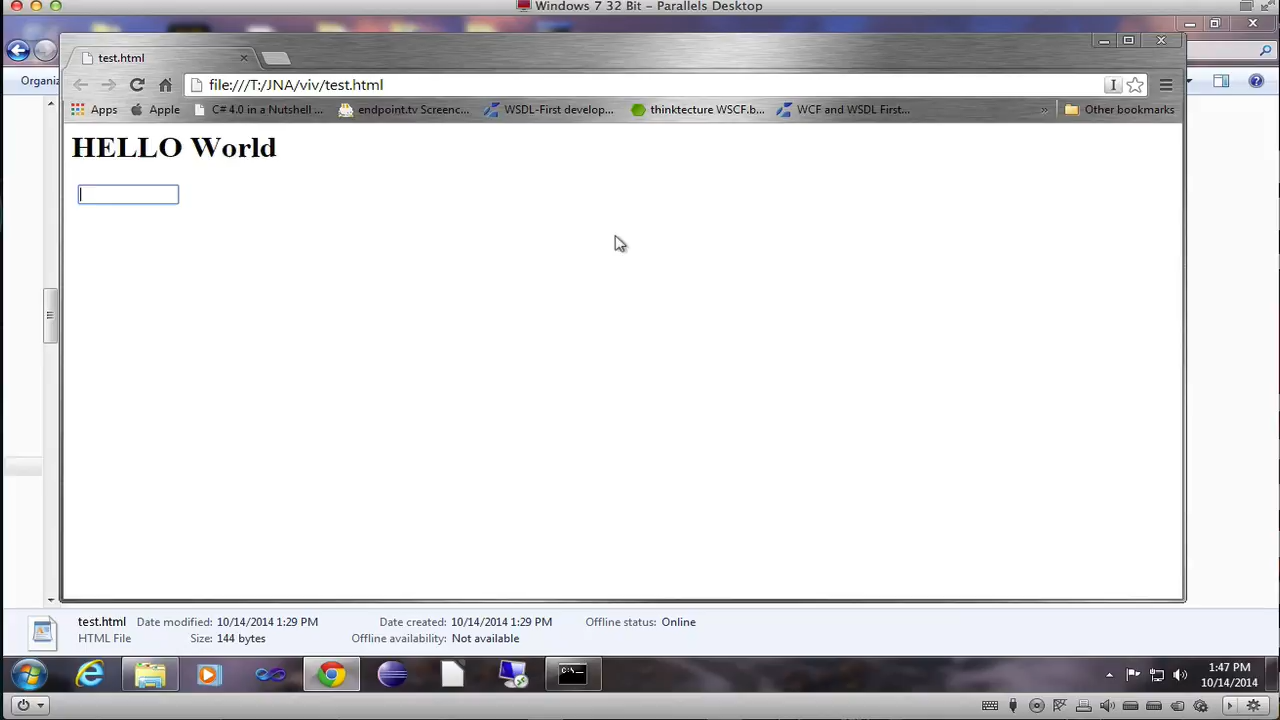 Windows 7 32 Bit - Parallels Desktop
test.html
file:///T:/JNA/viv/test.html
Organiz
Apps Apple C# 4.0 in a Nutshell ... endpoint.tv Screenc... WSDL-First develop... thinktecture WSCF.b... WCF and WSDL First... » Other bookmarks
HELLO World
test.html Date modified: 10/14/2014 1:29 PM Date created: 10/14/2014 1:29 PM Offline status: Online
HTML File Size: 144 bytes Offline availability: Not available
1:47 PM
10/14/2014